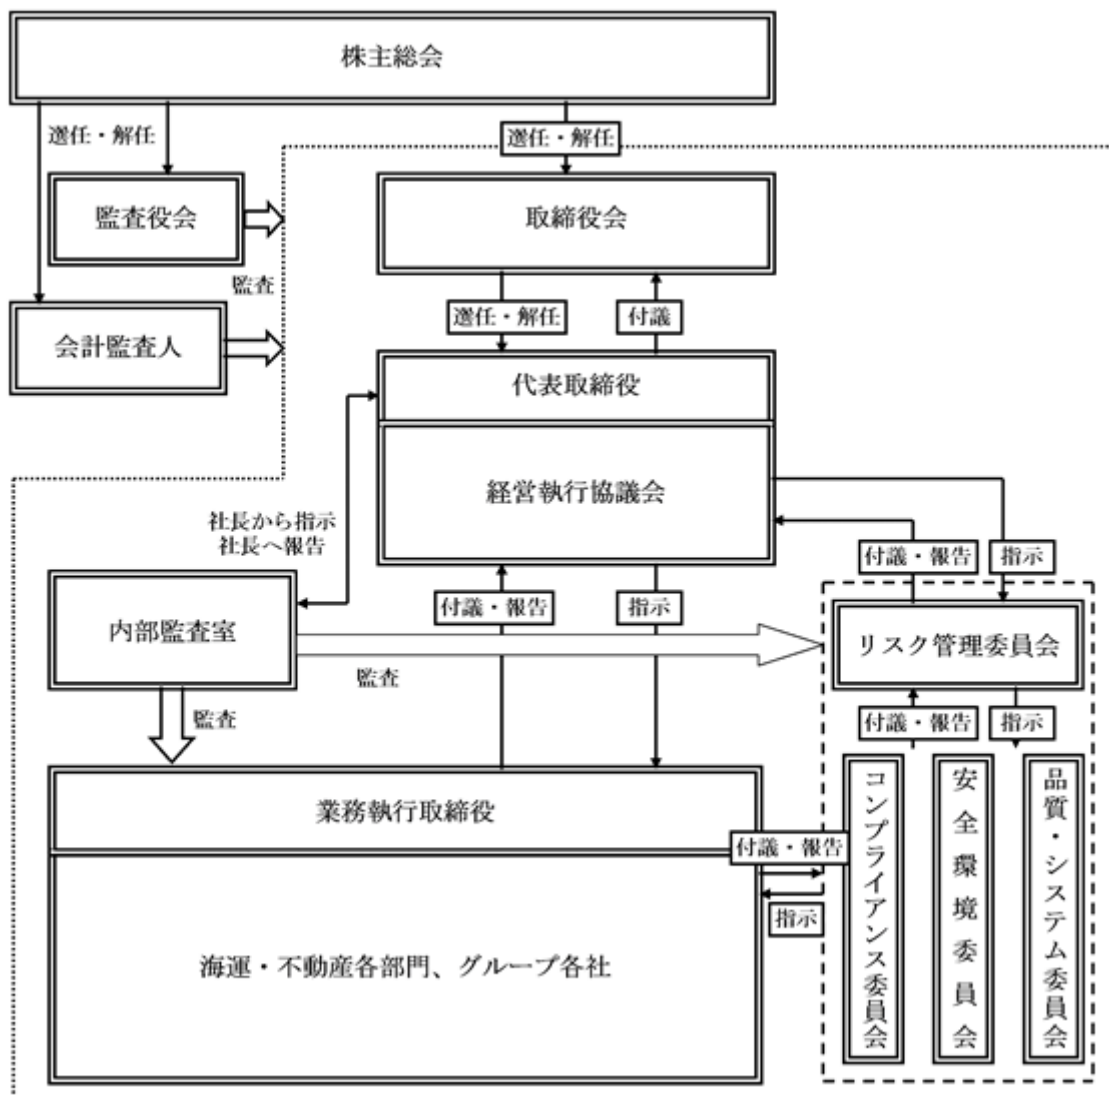 株主総会
選任・解任
選任・解任
監査役会
取締役会
監査
選任・解任
付議
会計監査人
代表取締役
経営執行協議会
社長から指示
社長へ報告
付議・報告
指示
内部監査室
付議・報告
指示
リスク管理委員会
監査
監査
付議・報告
指示
業務執行取締役
付議・報告
指示
海運・不動産各部門、グループ各社
コンプライアンス委員会
安全環境委員会
品質・システム委員会